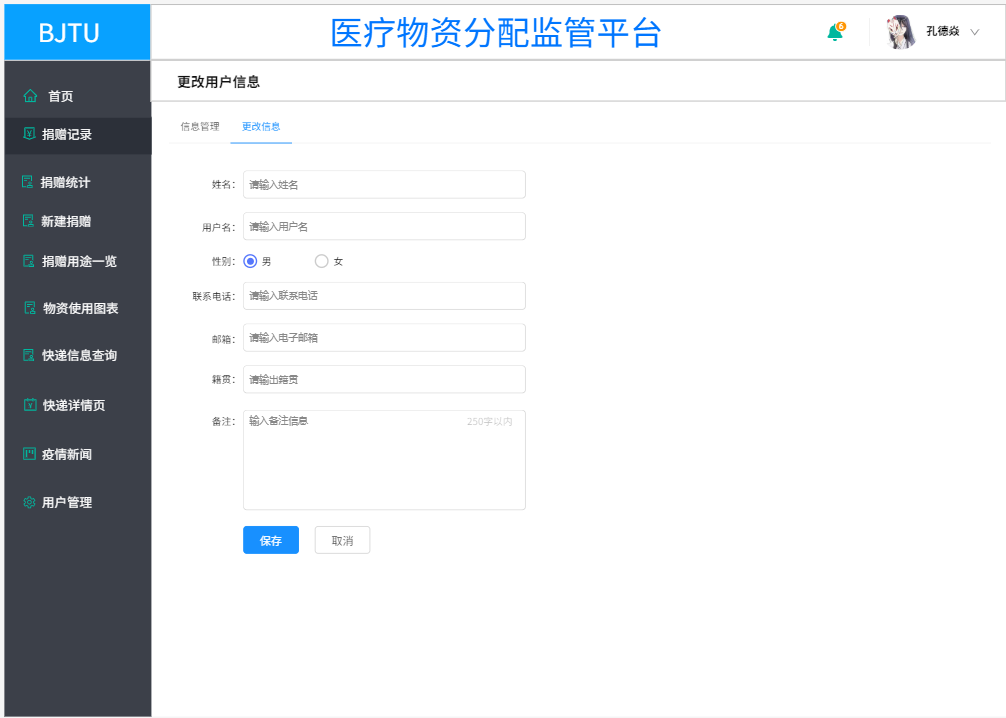 BJTU
医疗物资分配监管平台
6
孔德焱
首页
捐赠记录
捐赠统计
新建捐赠
捐赠用途一览
物资使用图表
快递信息查询
快递详情页
疫情新闻
用户管理
更改用户信息
信息管理 更改信息
姓名： 请输入姓名
用户名： 请输入用户名
性别： 男 女
联系电话： 请输入联系电话
邮箱： 请输入电子邮箱
籍贯： 请输出籍贯
备注： 输入备注信息 250字以内
保存 取消